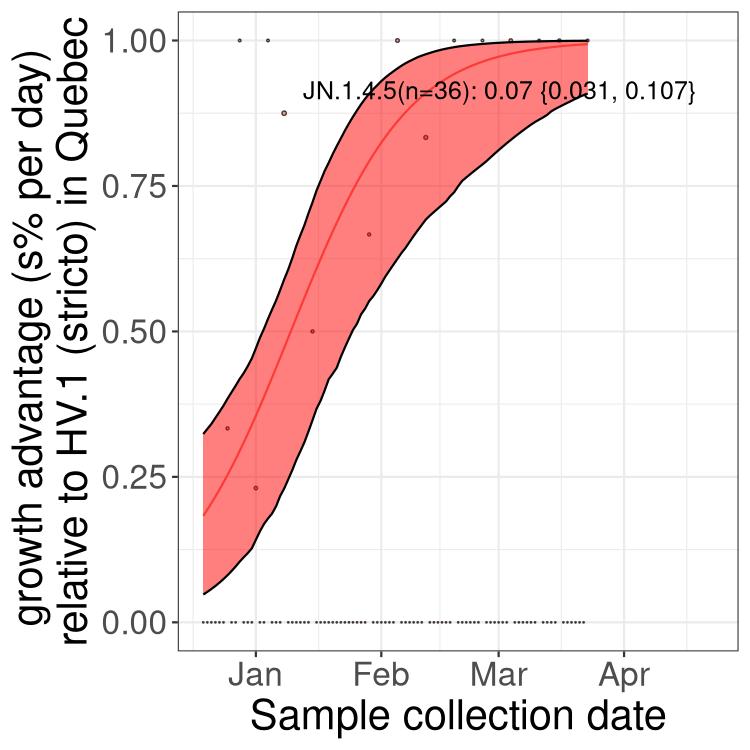 growth advantage (s% per day)
relative to HV.1 (stricto) in Quebec
1.00
0.75
0.50
0.25
0.00
JN.1.4.5(n=36): 0.07 {0.031, 0.107}
Jan Feb Mar Apr
Sample collection date